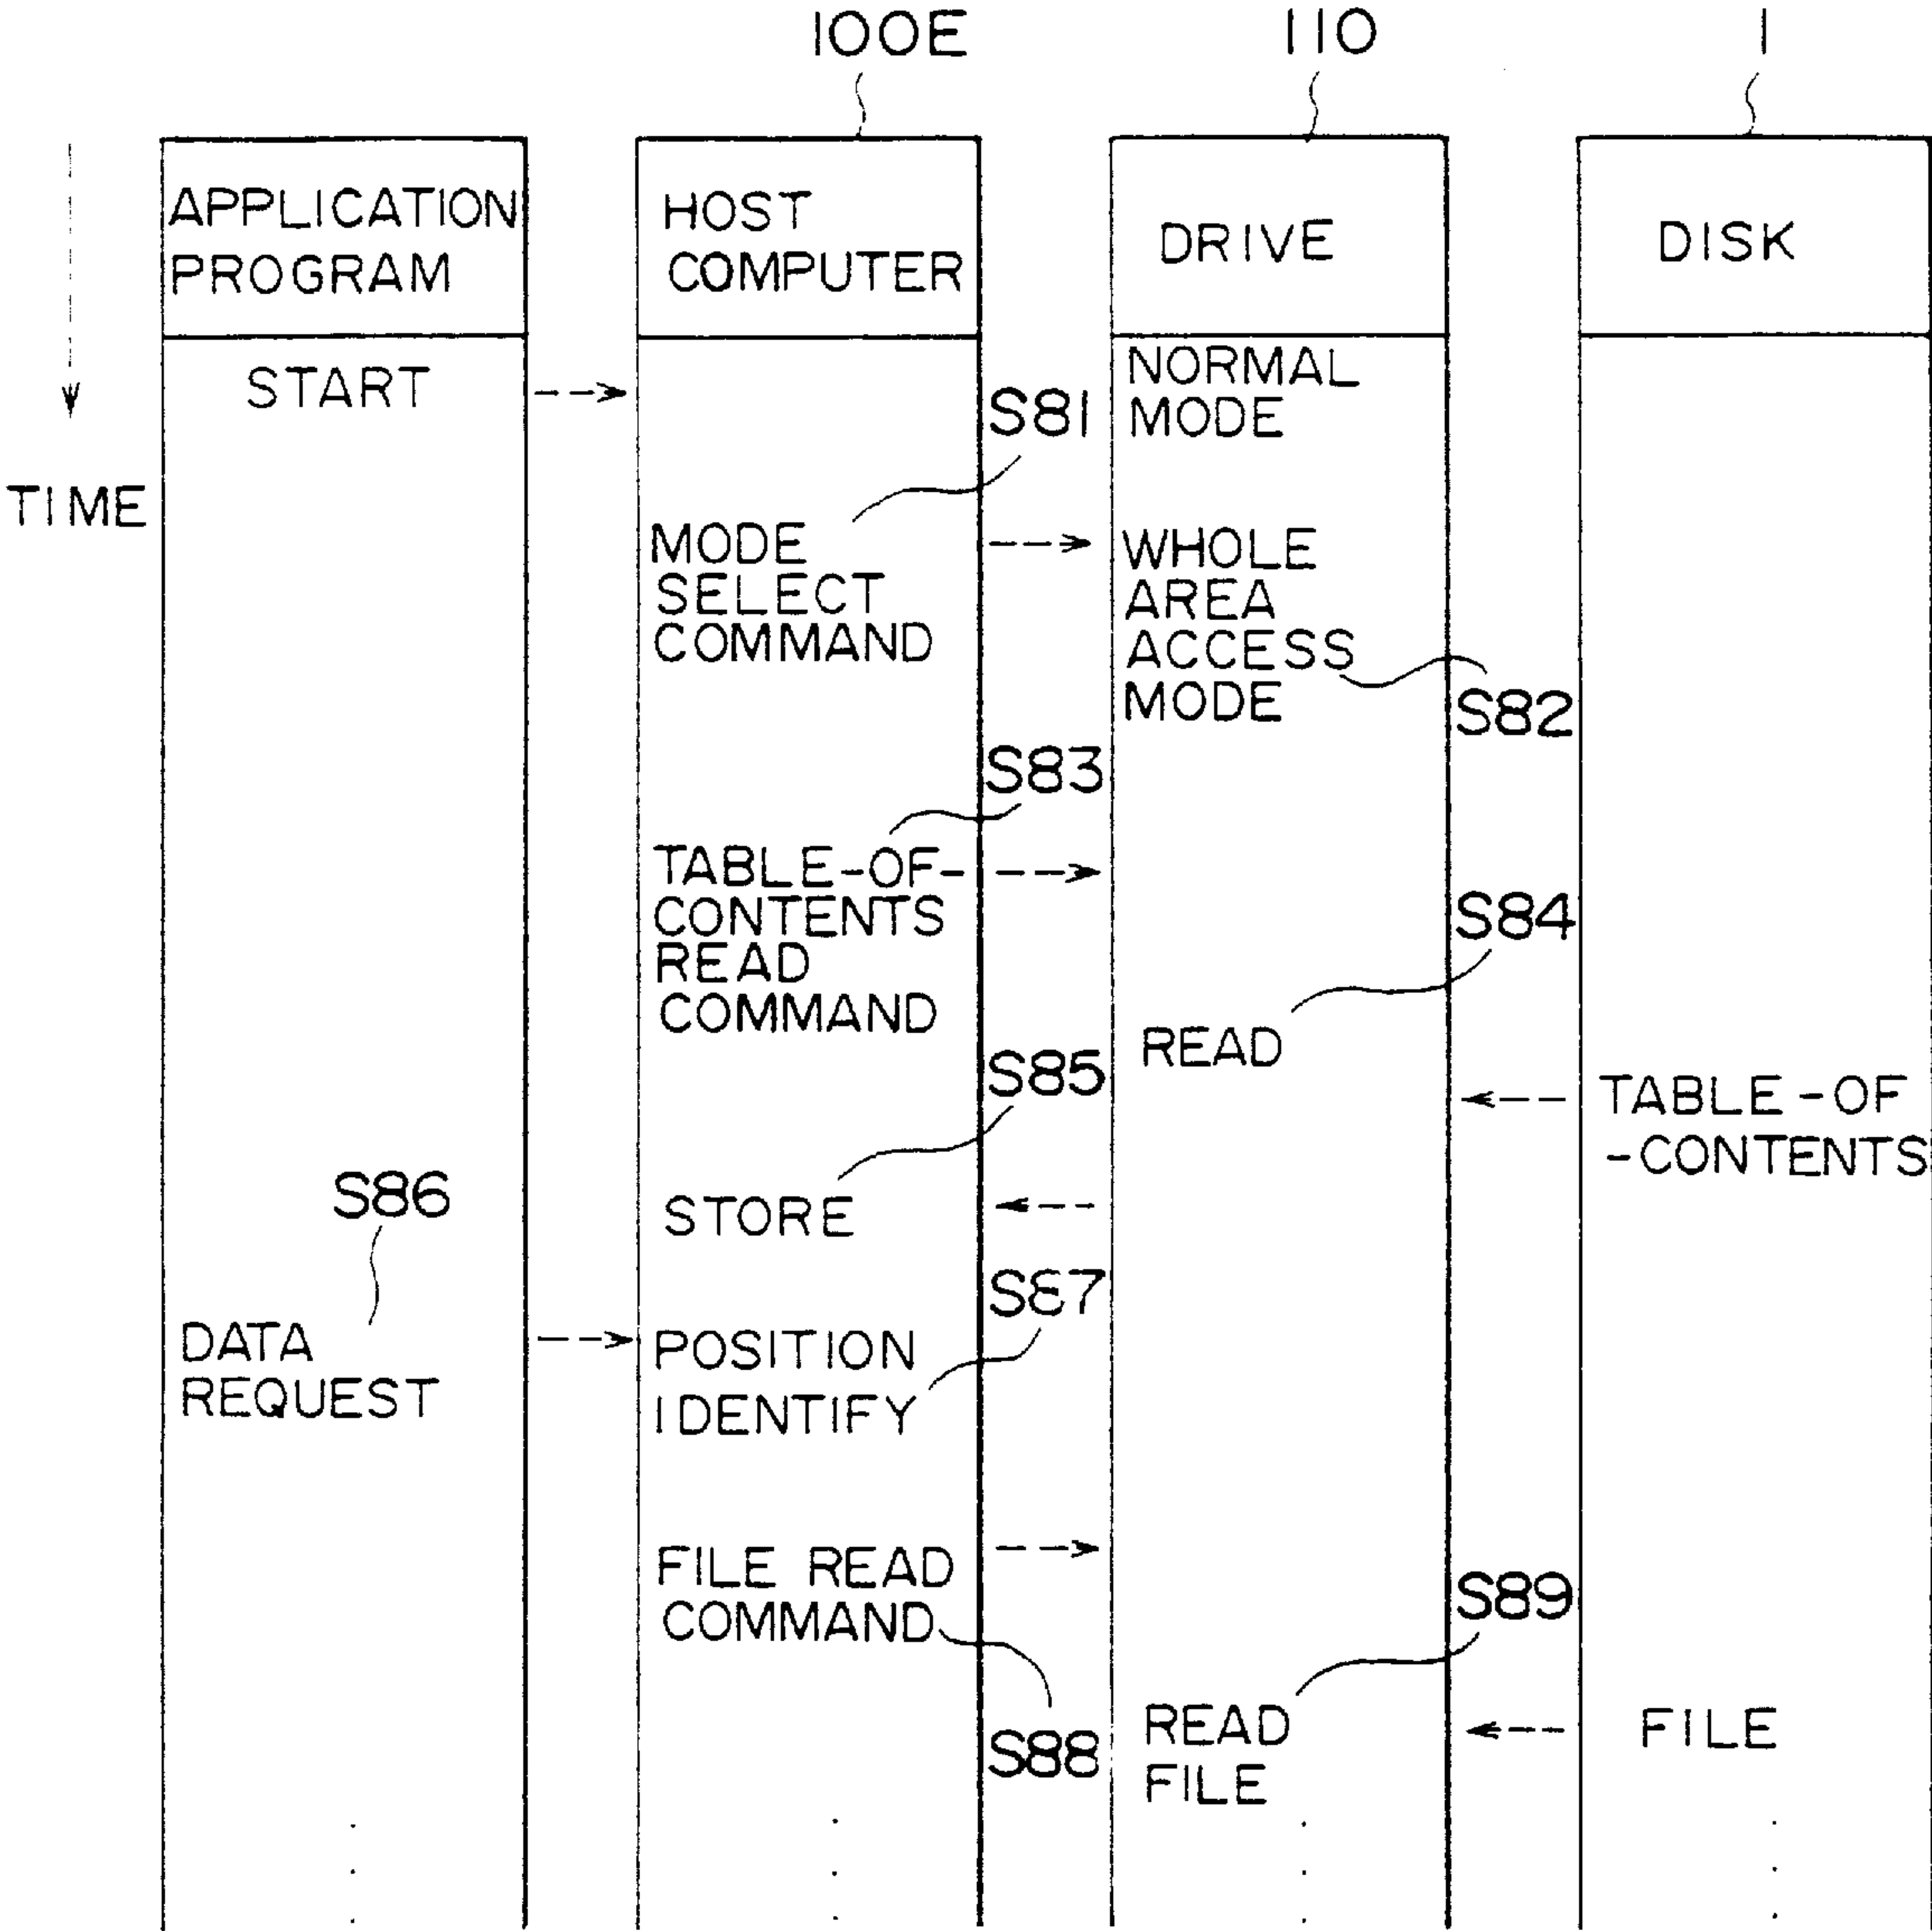 100E
110
1
APPLICATION
PROGRAM
HOST
COMPUTER
DRIVE
DISK
START
NORMAL
MODE
S81
TIME
MODE
SELECT
COMMAND
WHOLE
AREA
ACCESS
MODE
S82
S83
TABLE-OF-
CONTENTS
READ
COMMAND
S84
READ
S85
TABLE-OF
-CONTENTS
S86
STORE
S87
DATA
REQUEST
POSITION
IDENTIFY
FILE READ
COMMAND
S89
S88
READ
FILE
FILE